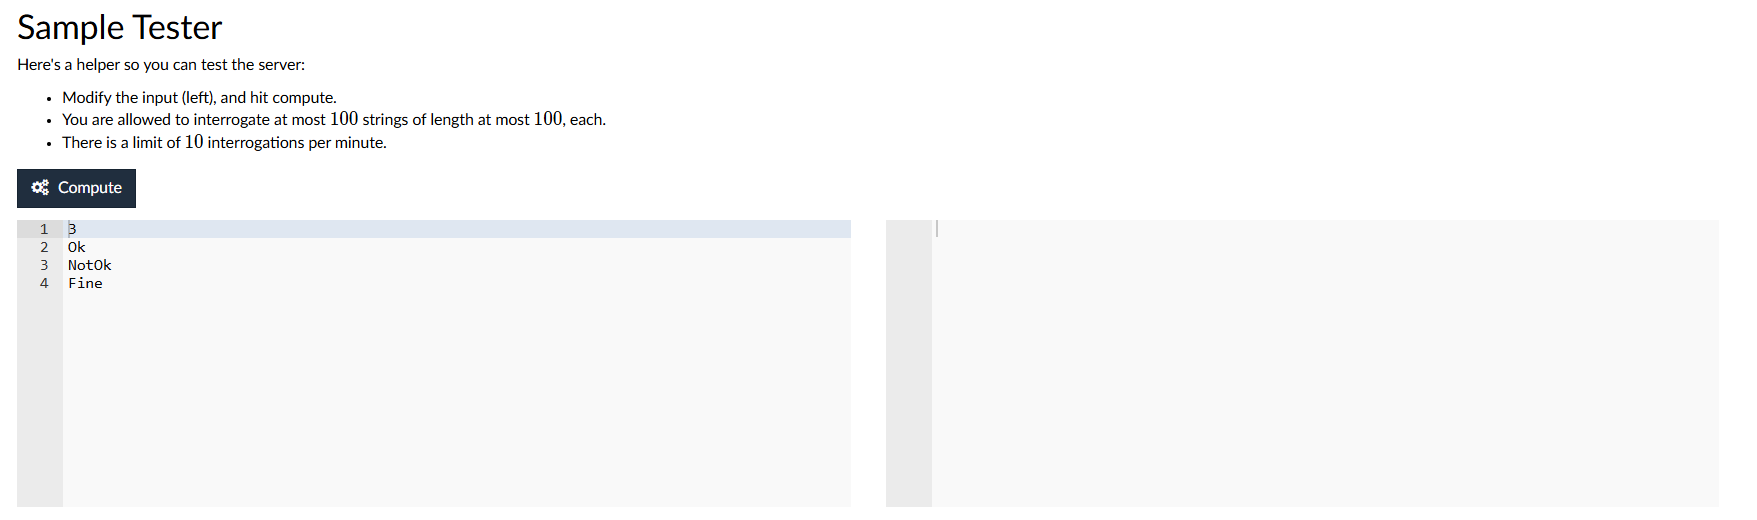 Sample Tester
Here's a helper so you can test the server:
• Modify the input (left), and hit compute.
• You are allowed to interrogate at most 100 strings of length at most 100, each.
• There is a limit of 10 interrogations per minute.
Compute
1 3
2 Ok
3 NotOk
4 Fine